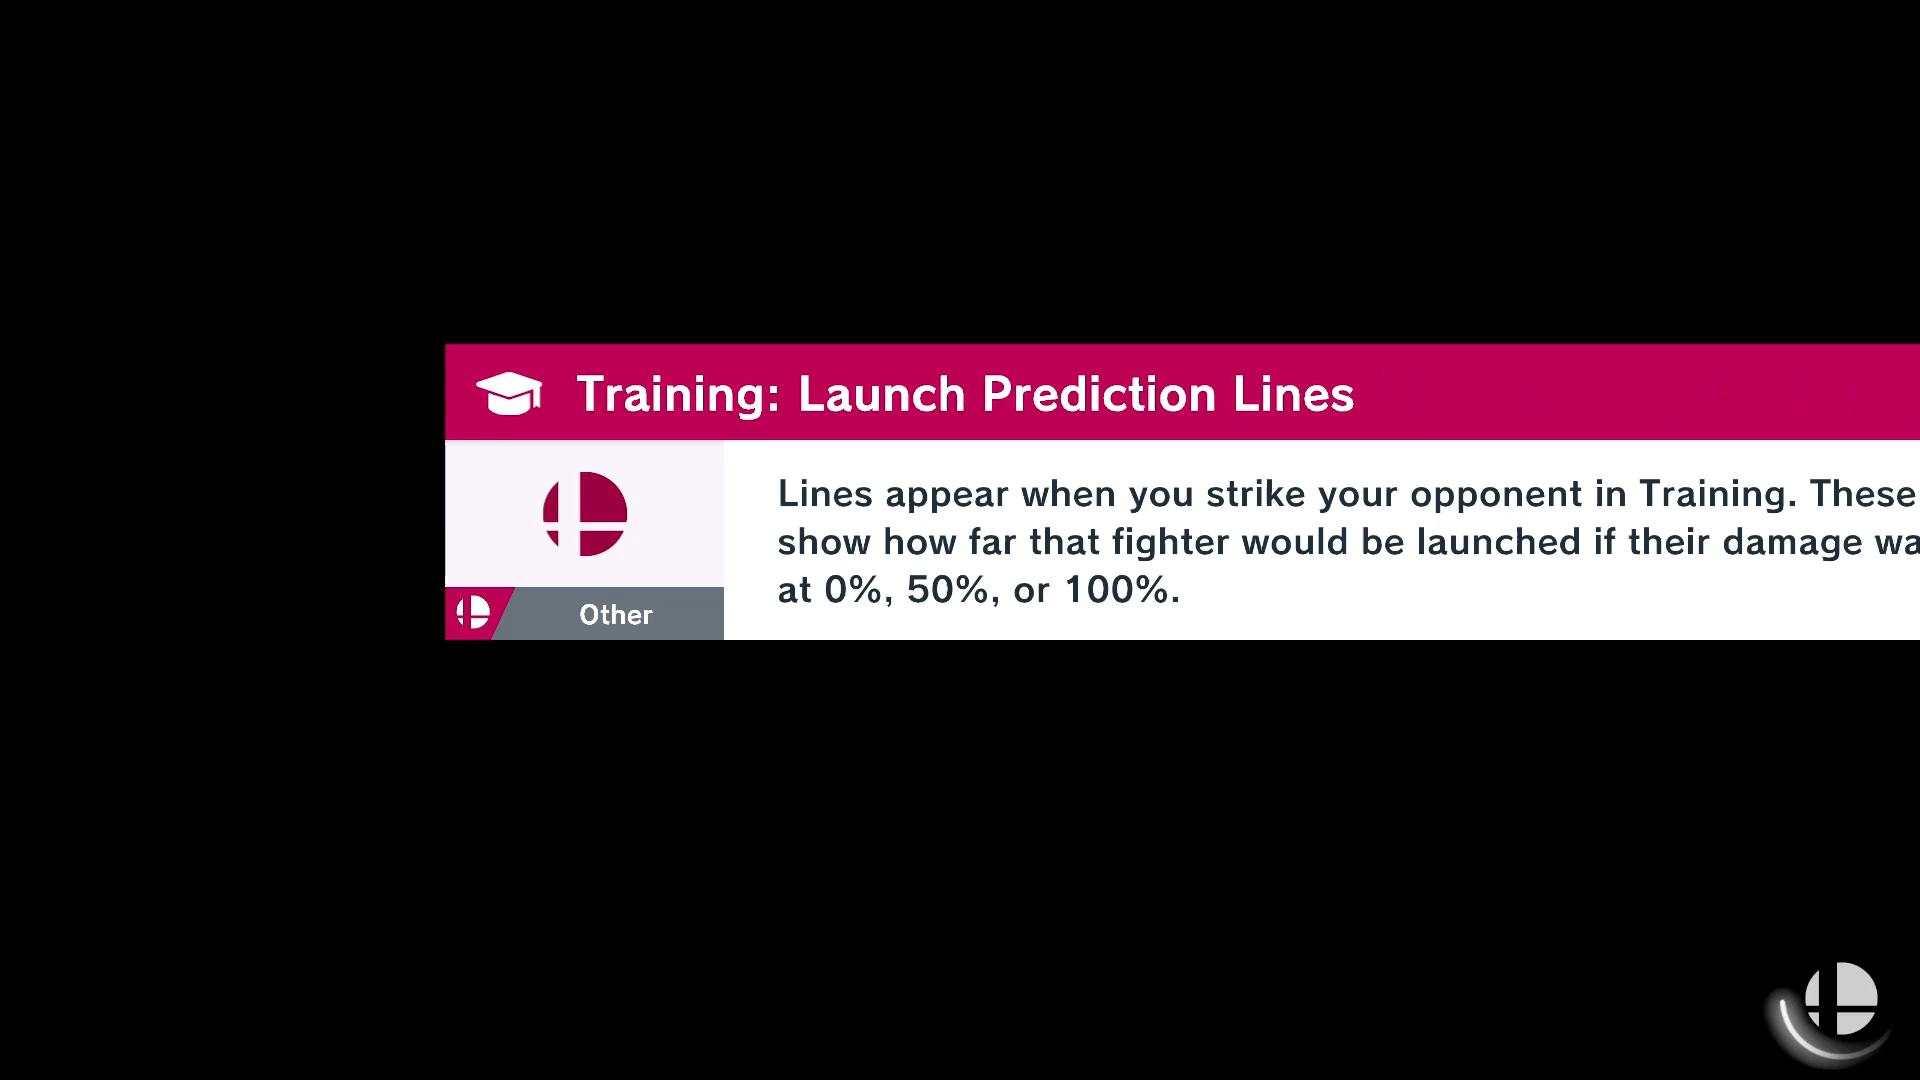 Training: Launch Prediction Lines
Lines appear when you strike your opponent in Training. These
show how far that fighter would be launched if their damage
at 0%, 50%, or 100%.
Other